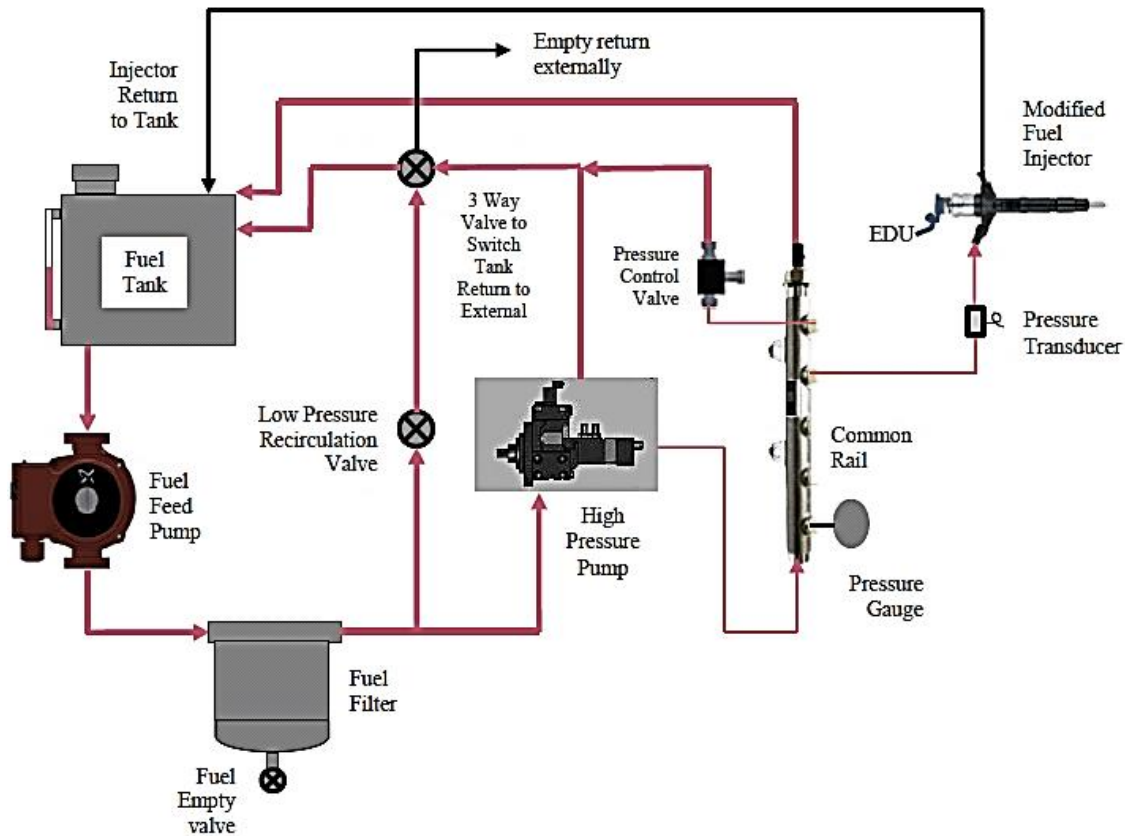 Empty return
externally
Injector
Return
to Tank
Modified
Fuel
Injector
3 Way
Valve to
Switch
Tank
Return to
External
EDU
Fuel
Tank
Pressure
Control
Valve
Pressure
Transducer
Low Pressure
Recirculation
Valve
Common
Rail
Fuel
Feed
Pump
High
Pressure
Pump
Pressure
Gauge
Fuel
Filter
Fuel
Empty
valve